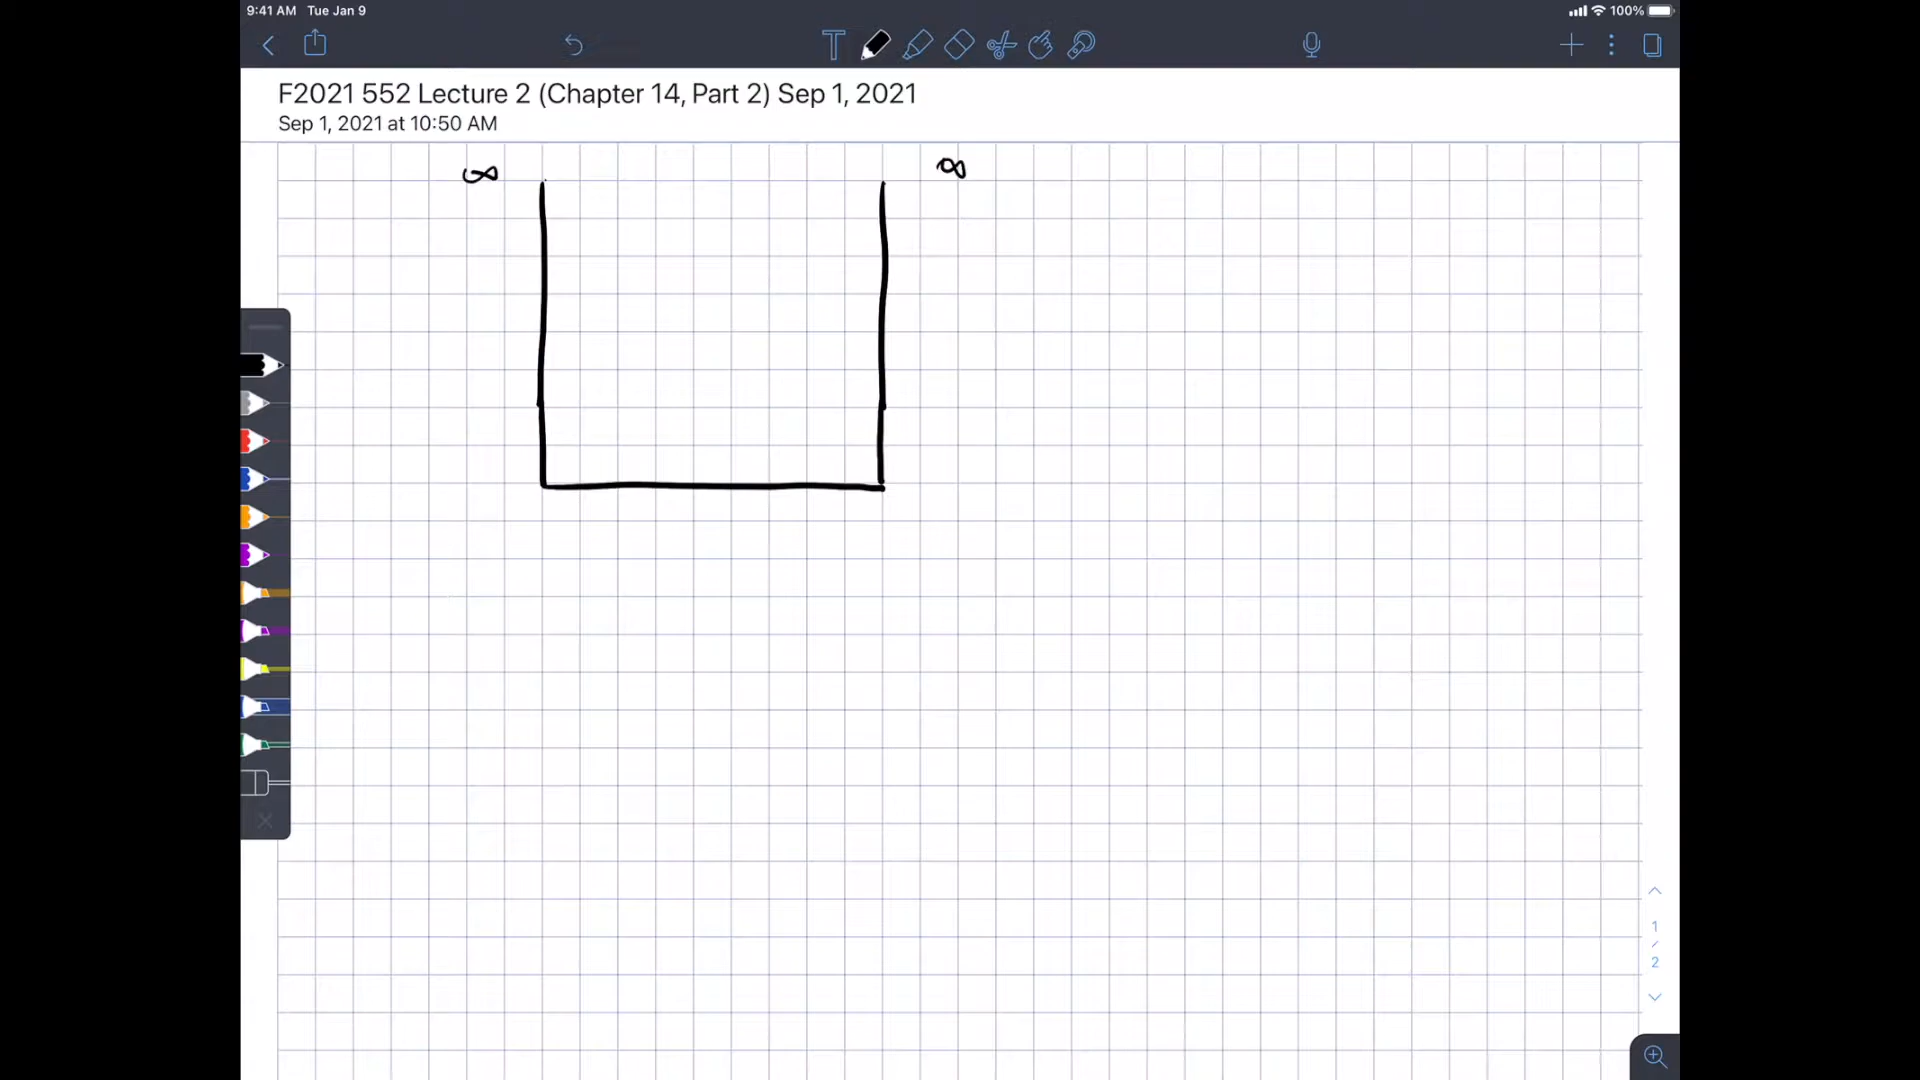 9:41 AM Tue Jan 9
100%
F2021 552 Lecture 2 (Chapter 14, Part 2) Sep 1, 2021
Sep 1, 2021 at 10:50 AM
∞ ∞
1
/
2